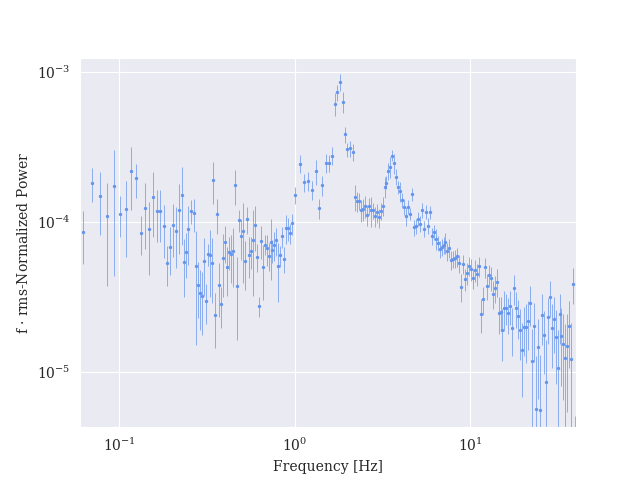 10⁻³
10⁻⁴
10⁻⁵
f · rms-Normalized Power
10⁻¹ 10⁰ 10¹
Frequency [Hz]